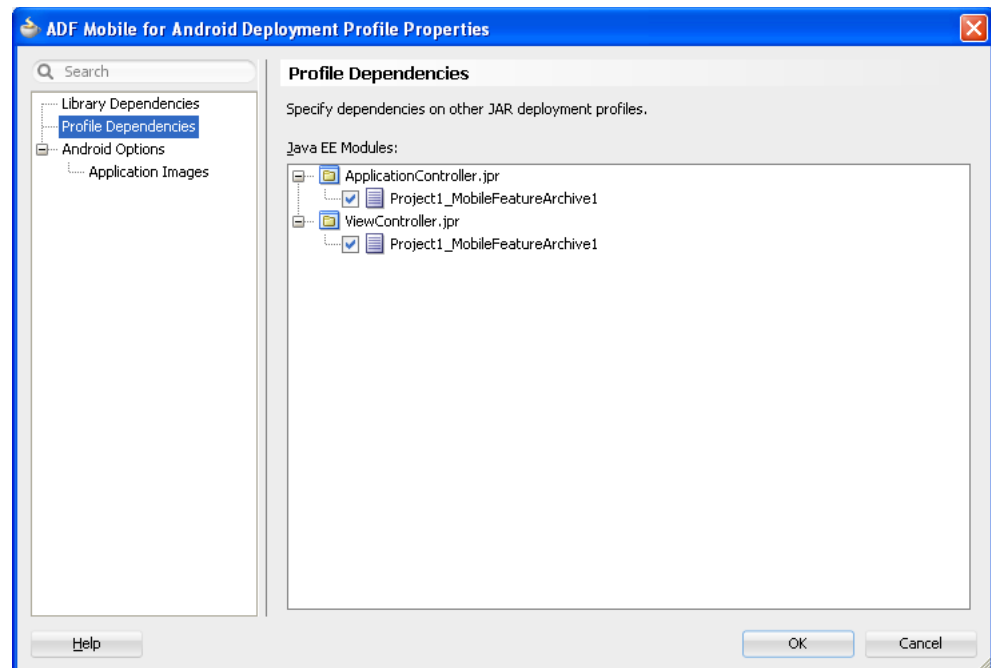 ADF Mobile for Android Deployment Profile Properties
Search
Library Dependencies
Profile Dependencies
Android Options
Application Images
Profile Dependencies
Specify dependencies on other JAR deployment profiles.
Java EE Modules:
ApplicationController.jpr
Project1_MobileFeatureArchive1
ViewController.jpr
Project1_MobileFeatureArchive1
Help
OK
Cancel